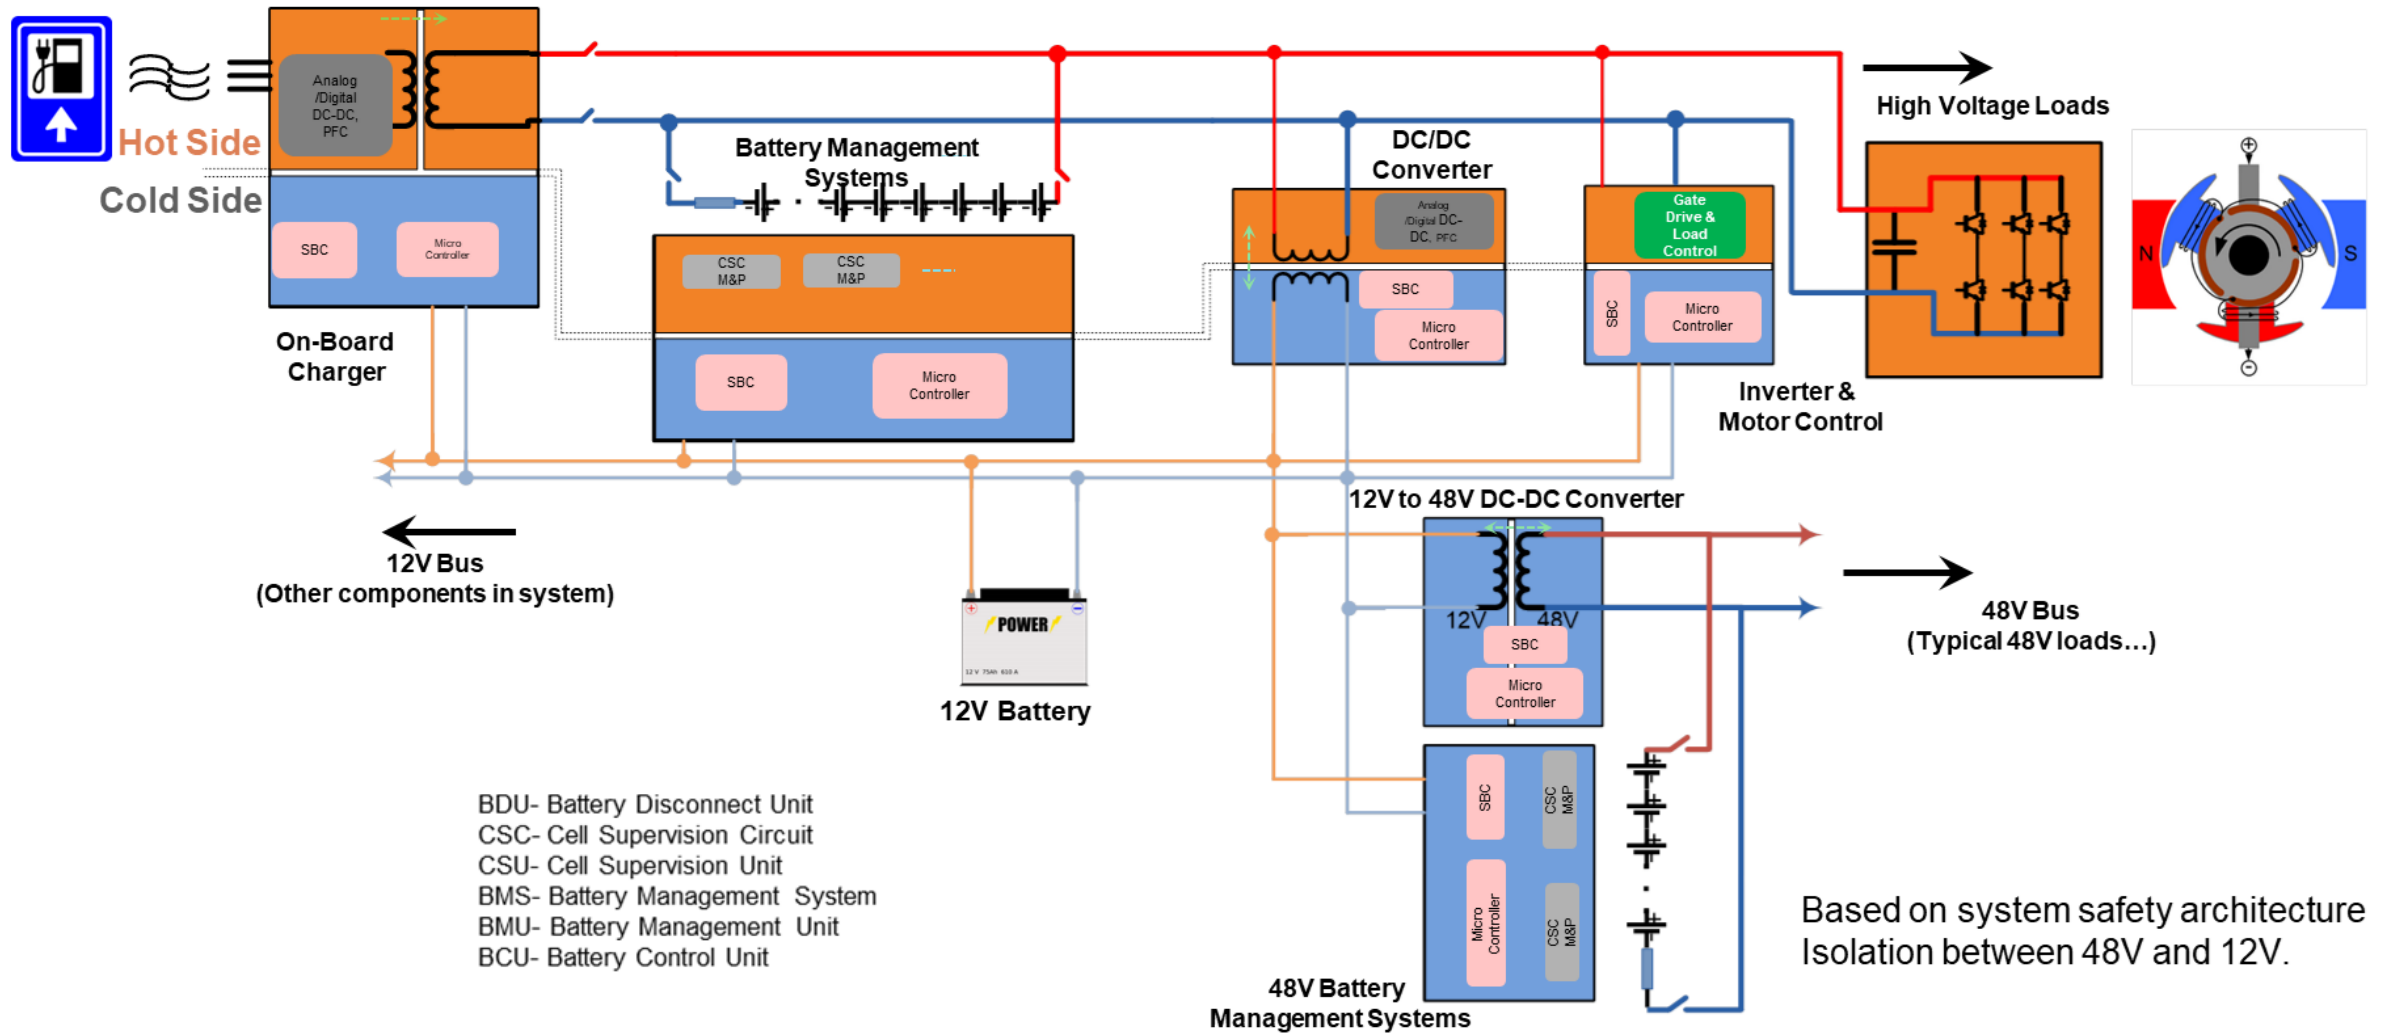 Analog
/Digital
DC-DC,
PFC
Hot Side
Cold Side
SBC
Micro
Controller
On-Board
Charger
Battery Management
Systems
CSC
M&P
CSC
M&P
SBC
Micro
Controller
DC/DC
Converter
Analog
/Digital DC-
DC, PFC
SBC
Micro
Controller
Gate
Drive &
Load
Control
SBC
Micro
Controller
Inverter &
Motor Control
High Voltage Loads
N
S
12V Bus
(Other components in system)
POWER
12 V 75Ah 610 A
12V Battery
12V to 48V DC-DC Converter
12V
48V
SBC
Micro
Controller
48V Bus
(Typical 48V loads...)
SBC
CSC
M&P
Micro
Controller
CSC
M&P
48V Battery
Management Systems
BDU- Battery Disconnect Unit
CSC- Cell Supervision Circuit
CSU- Cell Supervision Unit
BMS- Battery Management System
BMU- Battery Management Unit
BCU- Battery Control Unit
Based on system safety architecture
Isolation between 48V and 12V.